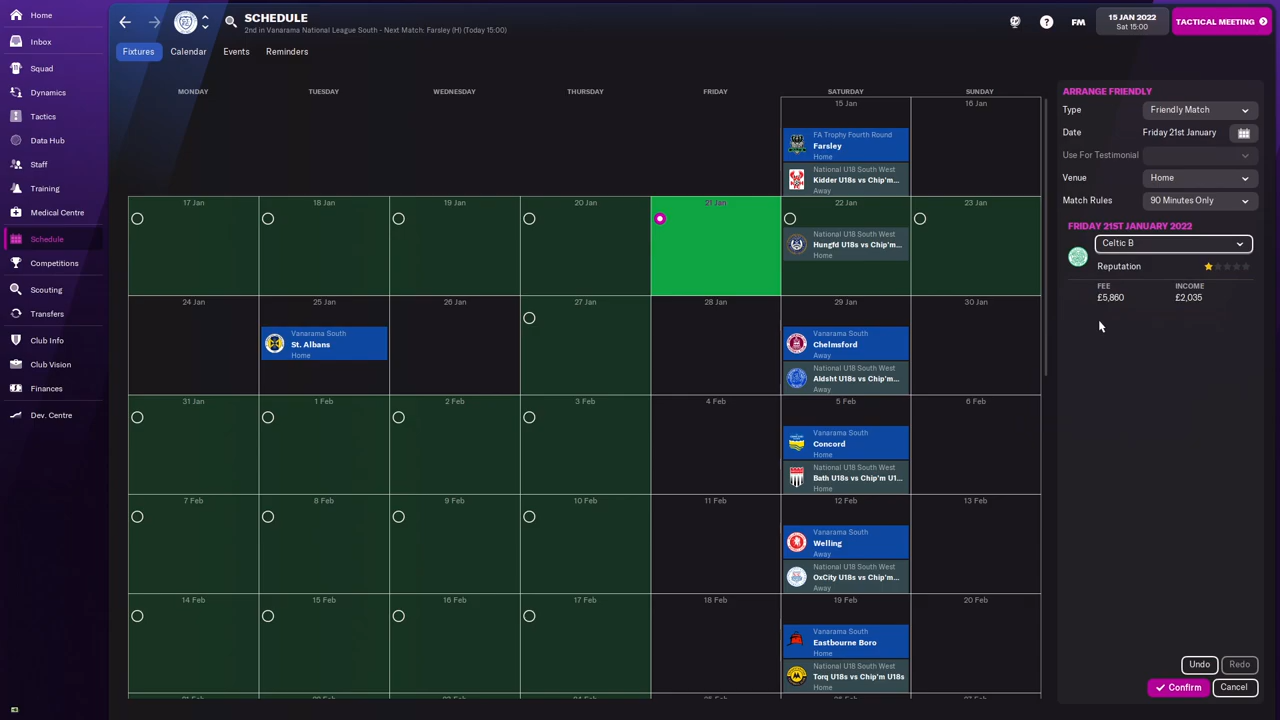 Home
Inbox
Squad
Dynamics
Tactics
Data Hub
Staff
Training
Medical Centre
Schedule
Competitions
Scouting
Transfers
Club Info
Club Vision
Finances
Dev. Centre
SCHEDULE
2nd in Vanarama National League South - Next Match: Farsley (H) (Today 15:00)
?
FM
15 JAN 2022
Sat 15:00
TACTICAL MEETING
Fixtures
Calendar
Events
Reminders
MONDAY
TUESDAY
WEDNESDAY
THURSDAY
FRIDAY
SATURDAY
SUNDAY
15 Jan
FA Trophy Fourth Round
Farsley
Home
National U18 South West
Kidder U18s vs Chip'm...
Away
16 Jan
17 Jan
18 Jan
19 Jan
20 Jan
21 Jan
22 Jan
National U18 South West
Hungfd U18s vs Chip'm...
Home
23 Jan
24 Jan
25 Jan
Vanarama South
St. Albans
Home
26 Jan
27 Jan
28 Jan
29 Jan
Vanarama South
Chelmsford
Away
National U18 South West
Aldsht U18s vs Chip'm...
Away
30 Jan
31 Jan
1 Feb
2 Feb
3 Feb
4 Feb
5 Feb
Vanarama South
Concord
Home
National U18 South West
Bath U18s vs Chip'm U1...
Home
6 Feb
7 Feb
8 Feb
9 Feb
10 Feb
11 Feb
12 Feb
Vanarama South
Welling
Away
National U18 South West
OxCity U18s vs Chip'm...
Away
13 Feb
14 Feb
15 Feb
16 Feb
17 Feb
18 Feb
19 Feb
Vanarama South
Eastbourne Boro
Home
National U18 South West
Torq U18s vs Chip'm U18s
Home
20 Feb
ARRANGE FRIENDLY
Type
Friendly Match
Date
Friday 21st January
Use For Testimonial
Venue
Home
Match Rules
90 Minutes Only
FRIDAY 21ST JANUARY 2022
Celtic B
Reputation
FEE
INCOME
£5,860
£2,035
Undo
Redo
Confirm
Cancel